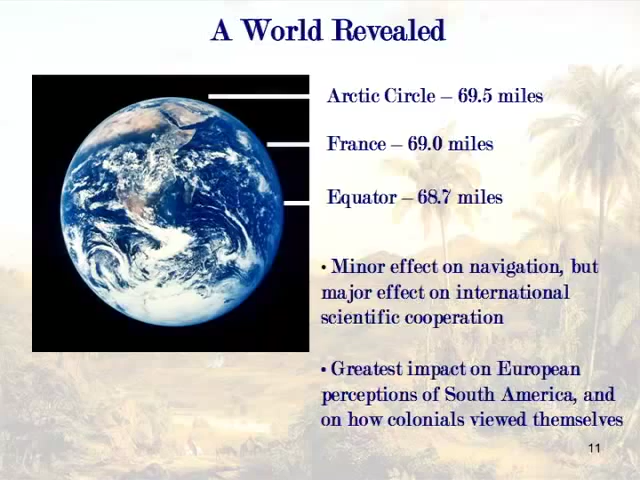 A World Revealed
Arctic Circle – 69.5 miles
France – 69.0 miles
Equator – 68.7 miles
• Minor effect on navigation, but
major effect on international
scientific cooperation
• Greatest impact on European
perceptions of South America, and
on how colonials viewed themselves
11